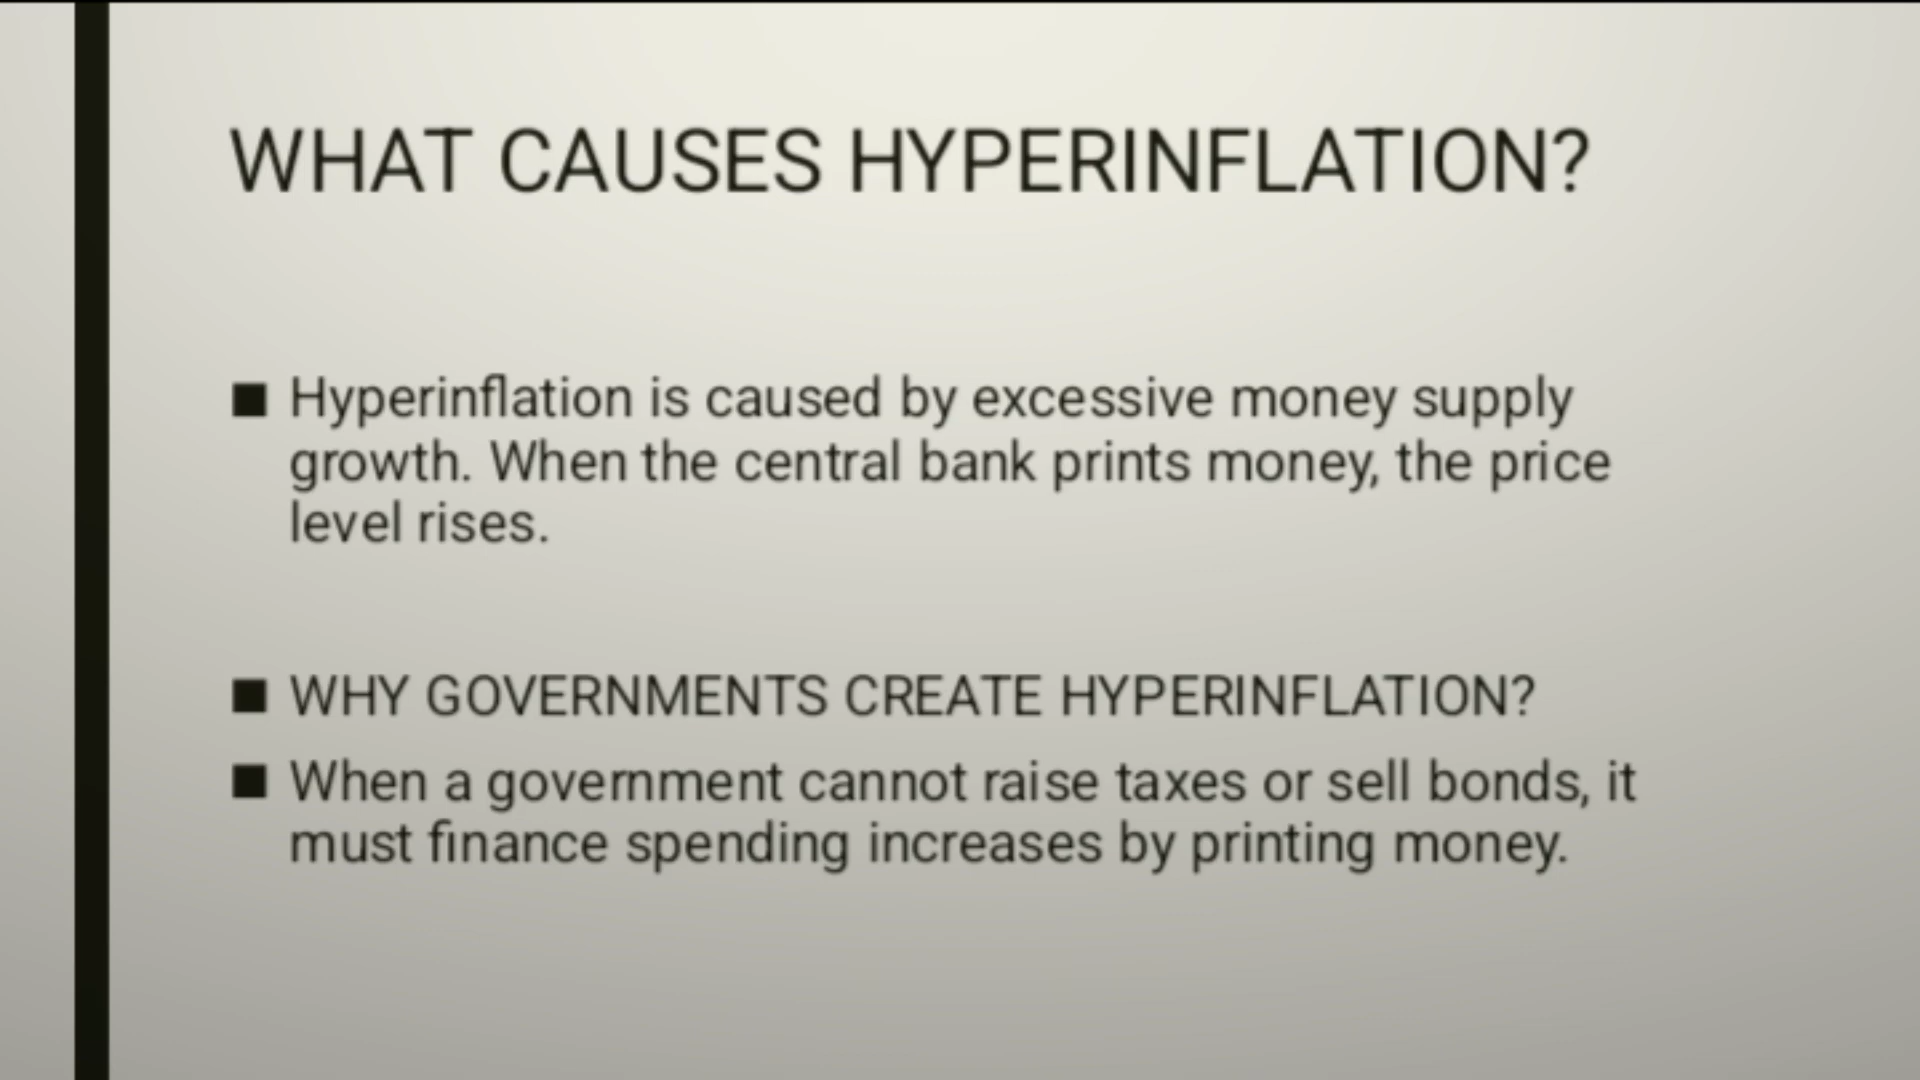 WHAT CAUSES HYPERINFLATION?
■ Hyperinflation is caused by excessive money supply
growth. When the central bank prints money, the price
level rises.
■ WHY GOVERNMENTS CREATE HYPERINFLATION?
■ When a government cannot raise taxes or sell bonds, it
must finance spending increases by printing money.